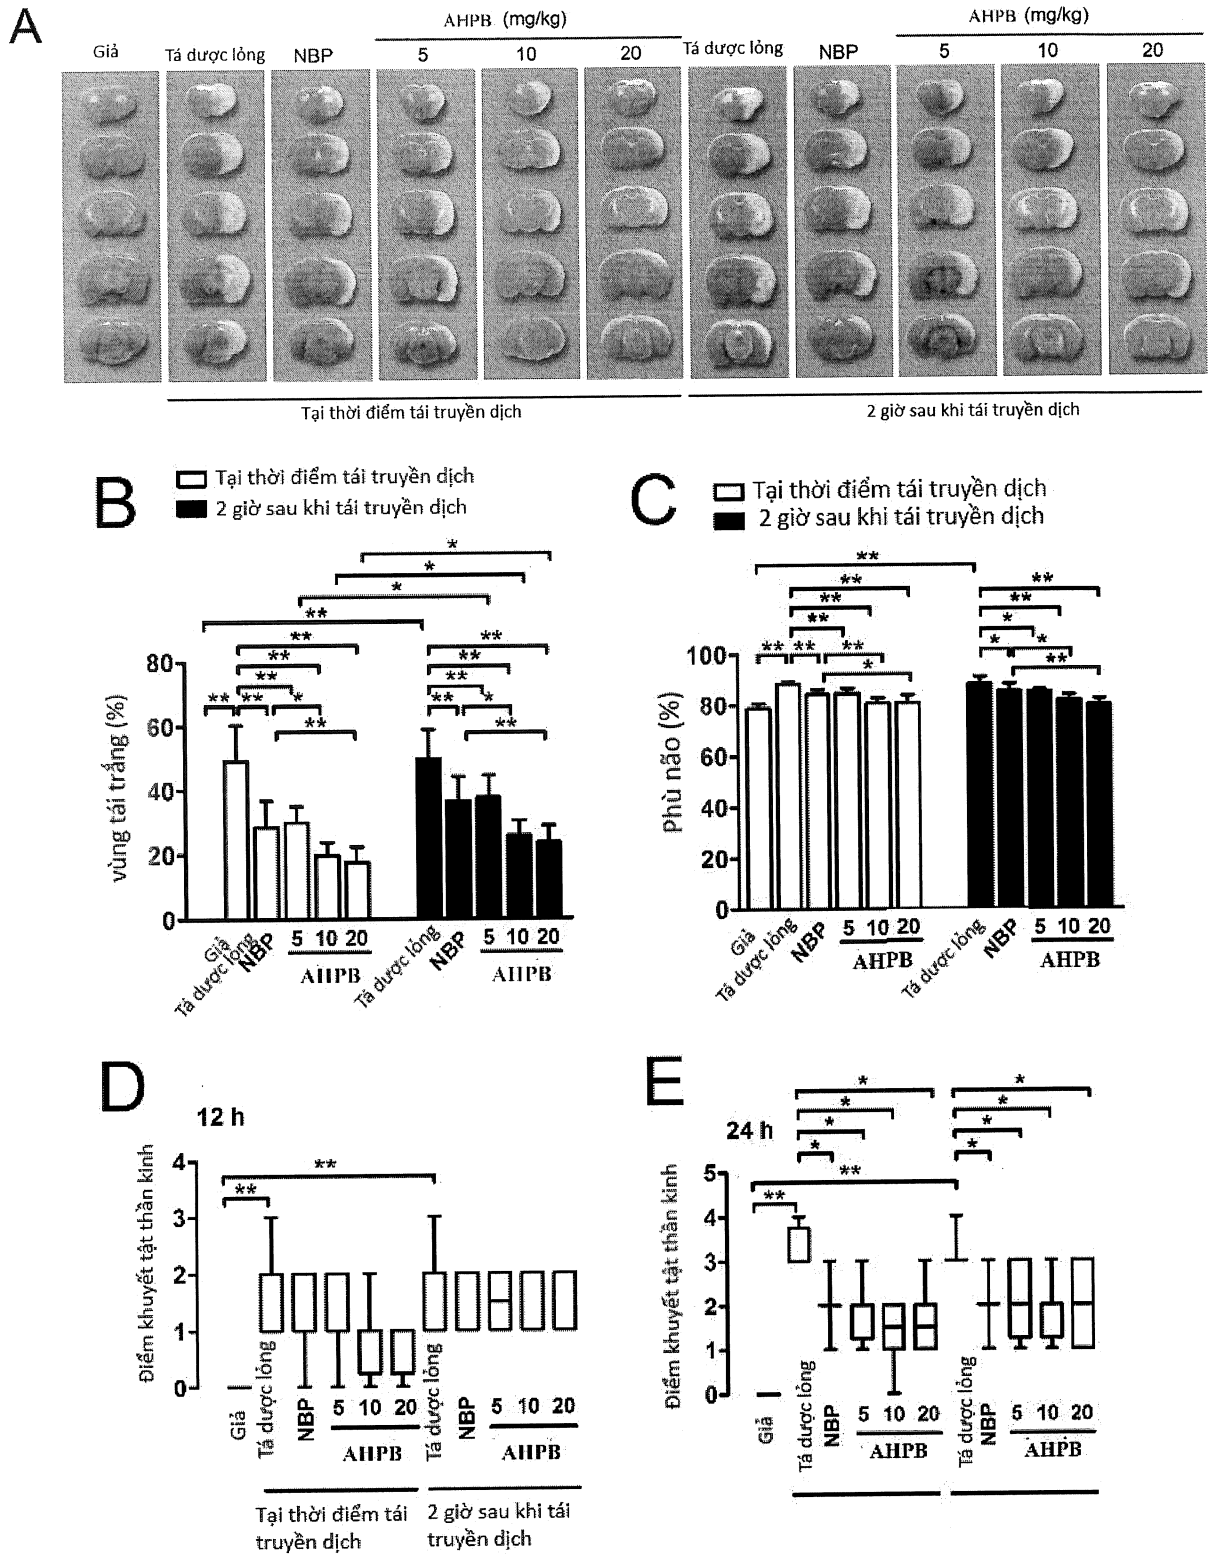 A
AHPB (mg/kg)
AHPB (mg/kg)
Giả
Tá dược lỏng
NBP
5
10
20
Tá dược lỏng
NBP
5
10
20
Tại thời điểm tái truyền dịch
2 giờ sau khi tái truyền dịch
B
Tại thời điểm tái truyền dịch
2 giờ sau khi tái truyền dịch
*
*
*
**
**
**
**
** ** *
**
**
**
**
** *
**
80
60
40
20
0
vùng tái trắng (%)
Giả
Tá dược lỏng
NBP
5 10 20
AHPB
Tá dược lỏng
NBP
5 10 20
AHPB
C
Tại thời điểm tái truyền dịch
2 giờ sau khi tái truyền dịch
**
**
**
**
** ** **
*
**
**
*
* *
**
100
80
60
40
20
0
Phù não (%)
Giả
Tá dược lỏng
NBP
5 10 20
AHPB
Tá dược lỏng
NBP
5 10 20
AHPB
D
12 h
**
**
4
3
2
1
0
Điểm khuyết tật thần kinh
Giả
Tá dược lỏng
NBP
5 10 20
AHPB
Tá dược lỏng
NBP
5 10 20
AHPB
Tại thời điểm tái
truyền dịch
2 giờ sau khi tái
truyền dịch
E
24 h
*
*
*
*
**
**
*
*
*
*
5
4
3
2
1
0
Điểm khuyết tật thần kinh
Giả
Tá dược lỏng
NBP
5 10 20
AHPB
Tá dược lỏng
NBP
5 10 20
AHPB